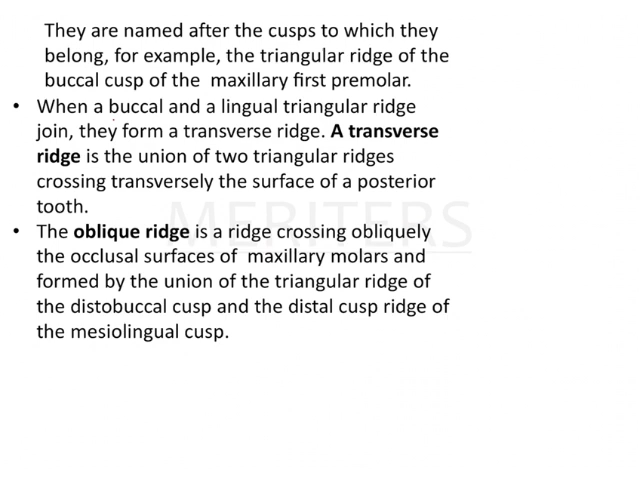 They are named after the cusps to which they
belong, for example, the triangular ridge of the
buccal cusp of the maxillary first premolar.
• When a buccal and a lingual triangular ridge
join, they form a transverse ridge. A transverse
ridge is the union of two triangular ridges
crossing transversely the surface of a posterior
tooth.
MERITERS
• The oblique ridge is a ridge crossing obliquely
the occlusal surfaces of maxillary molars and
formed by the union of the triangular ridge of
the distobuccal cusp and the distal cusp ridge of
the mesiolingual cusp.